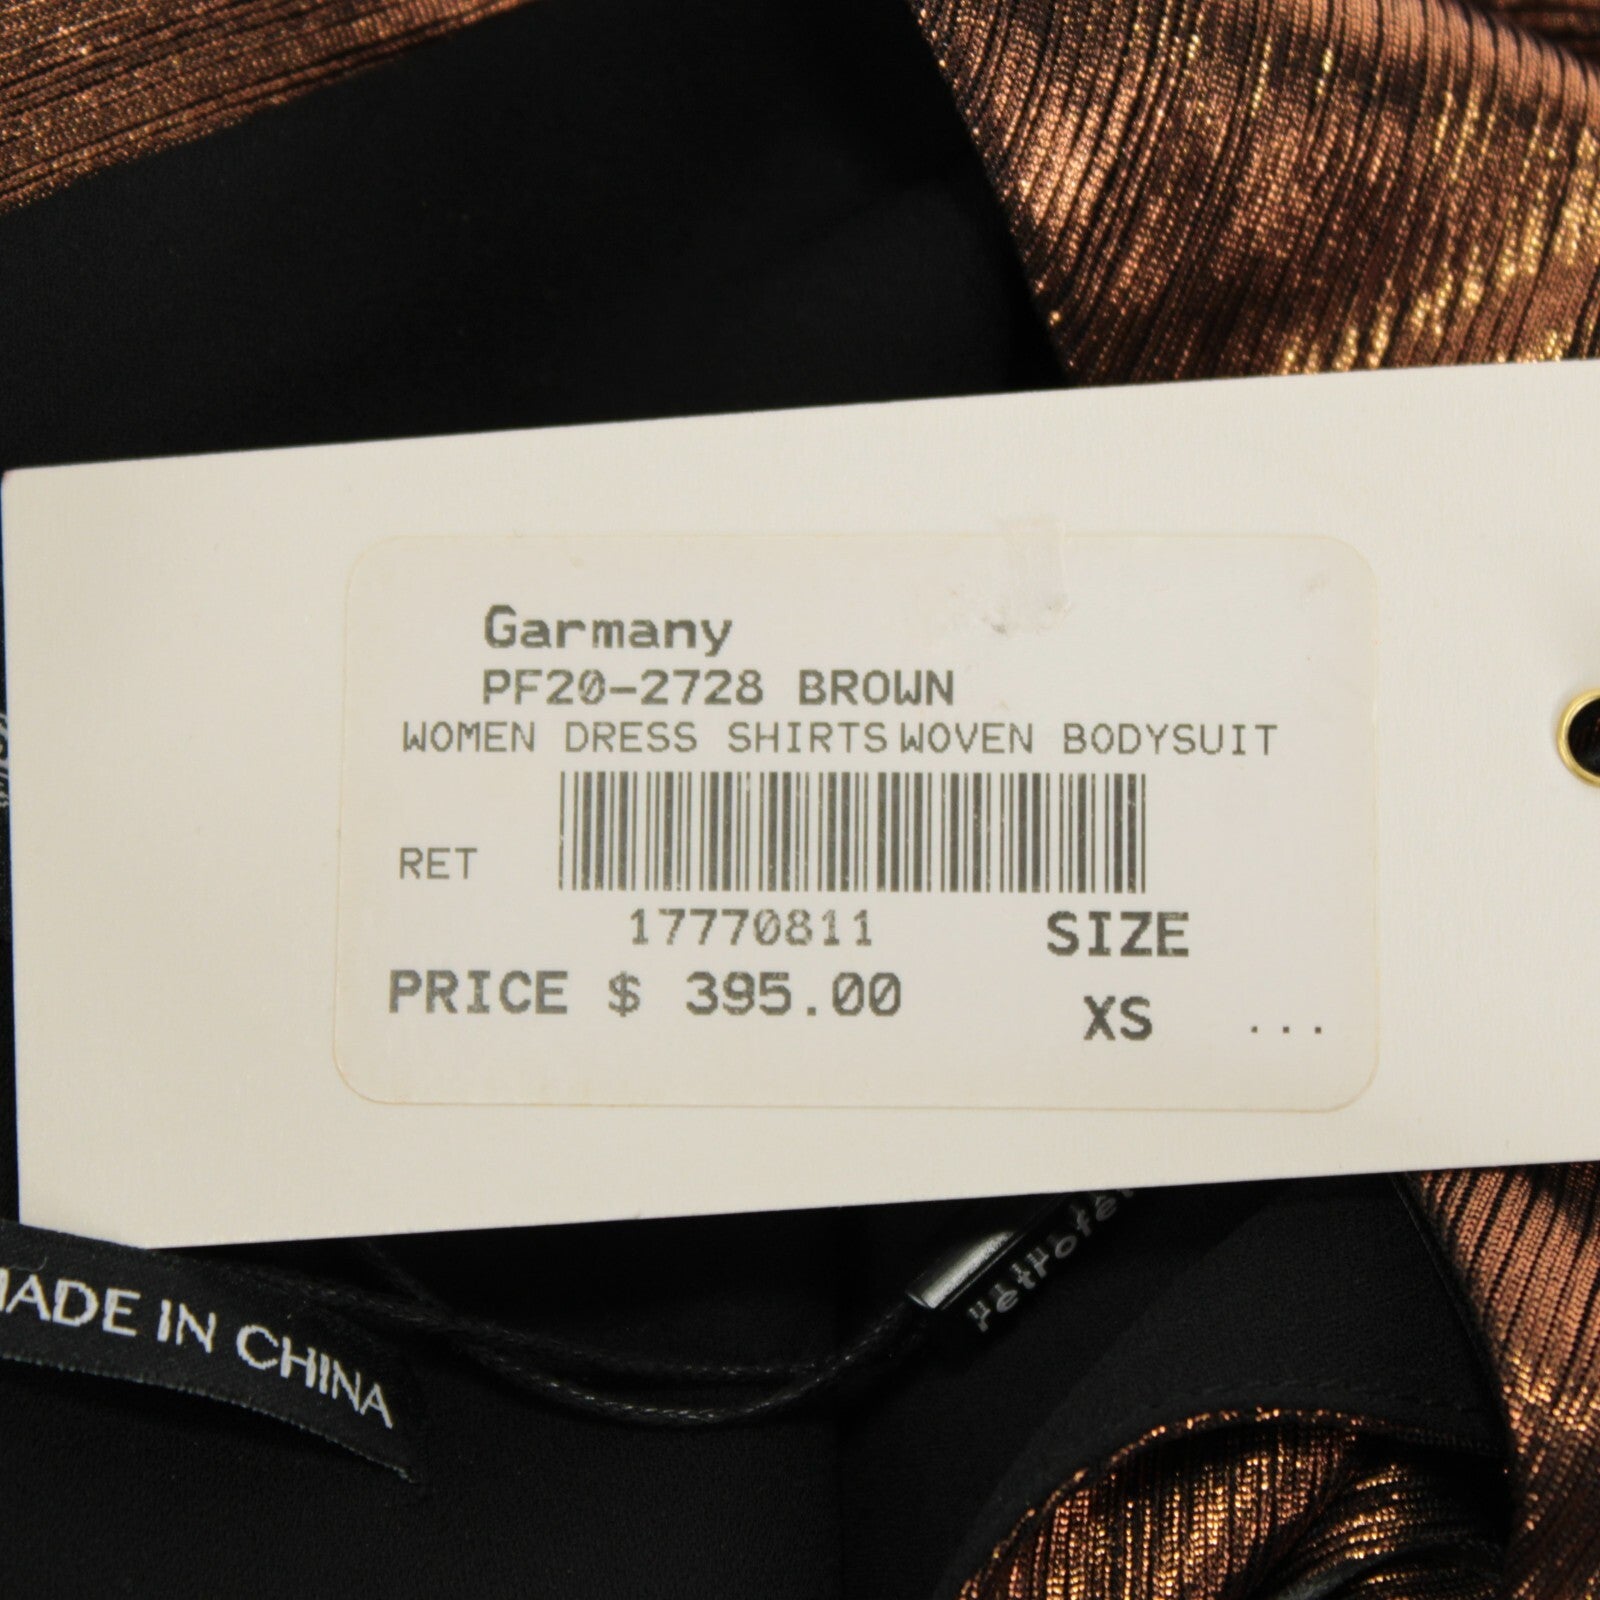 Garmany
PF20-2728 BROWN
WOMEN DRESS SHIRTS WOVEN BODYSUIT
RET
17770811
SIZE
PRICE $ 395.00
XS ...
MADE IN CHINA